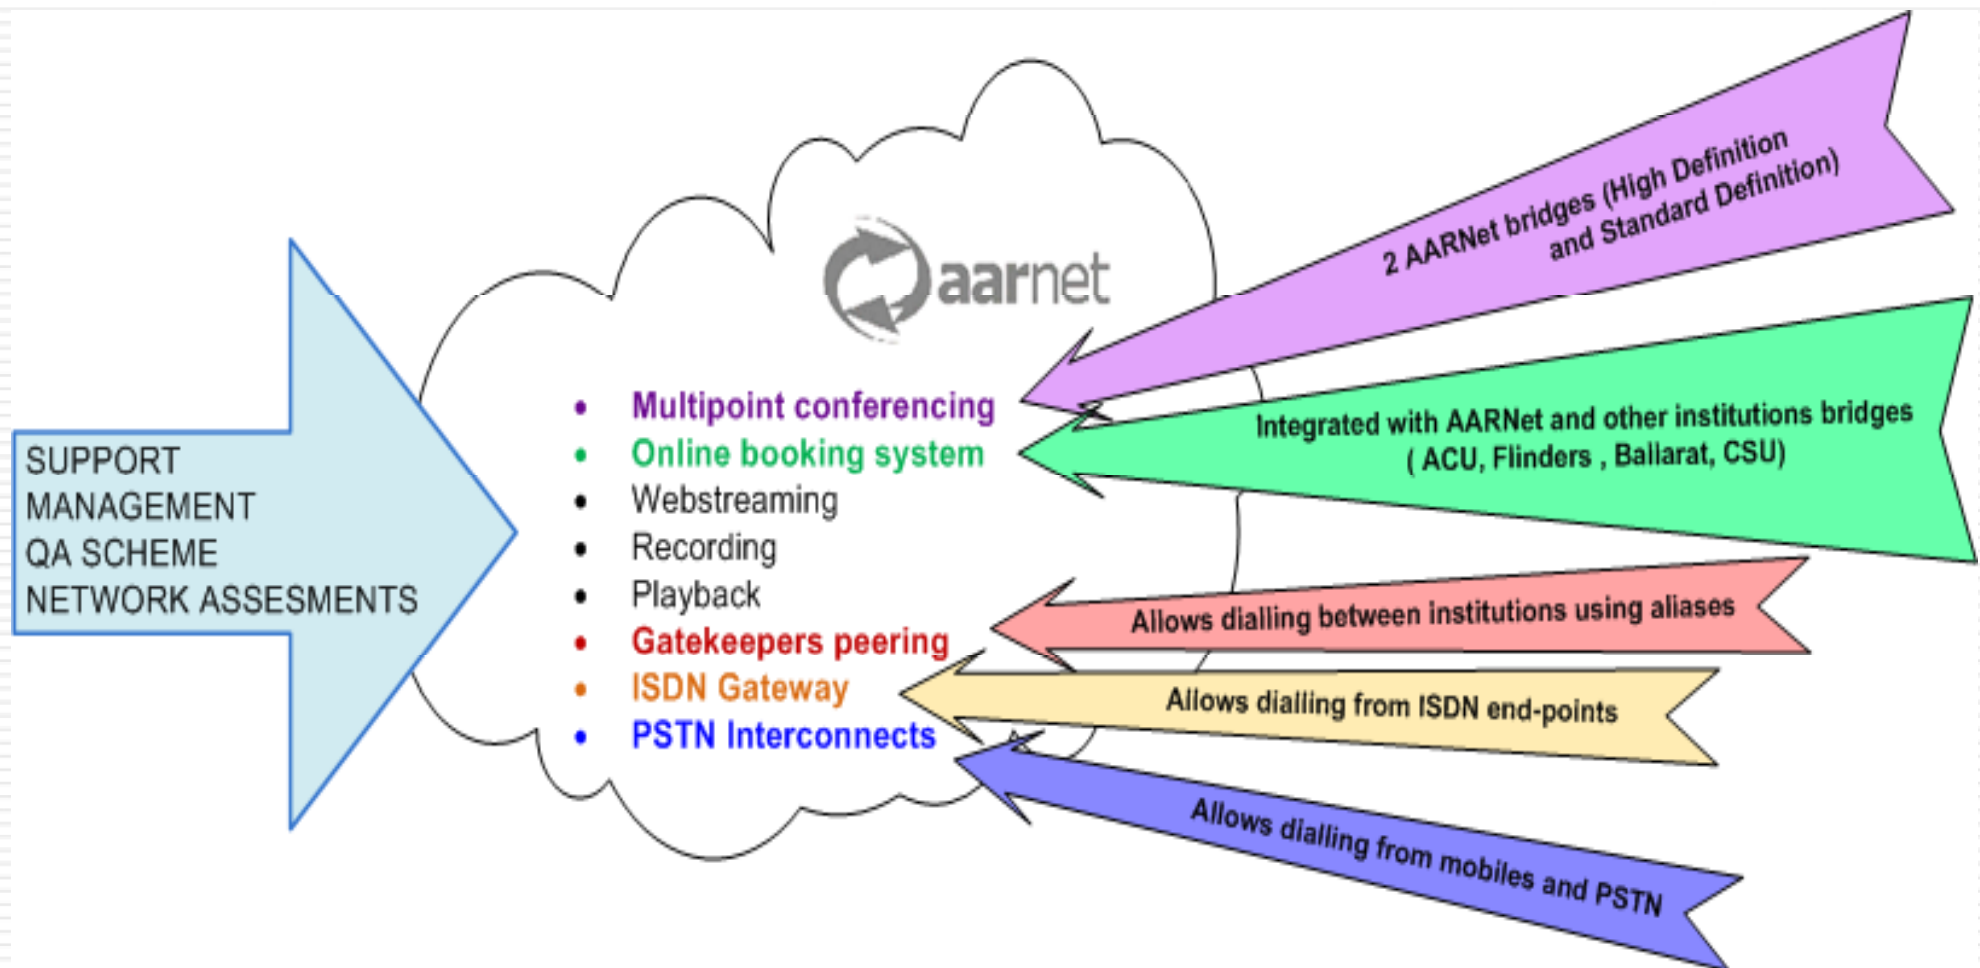 aarnet
SUPPORT
MANAGEMENT
QA SCHEME
NETWORK ASSESMENTS
• Multipoint conferencing
• Online booking system
• Webstreaming
• Recording
• Playback
• Gatekeepers peering
• ISDN Gateway
• PSTN Interconnects
2 AARNet bridges (High Definition
and Standard Definition)
Integrated with AARNet and other institutions bridges
( ACU, Flinders , Ballarat, CSU)
Allows dialling between institutions using aliases
Allows dialling from ISDN end-points
Allows dialling from mobiles and PSTN